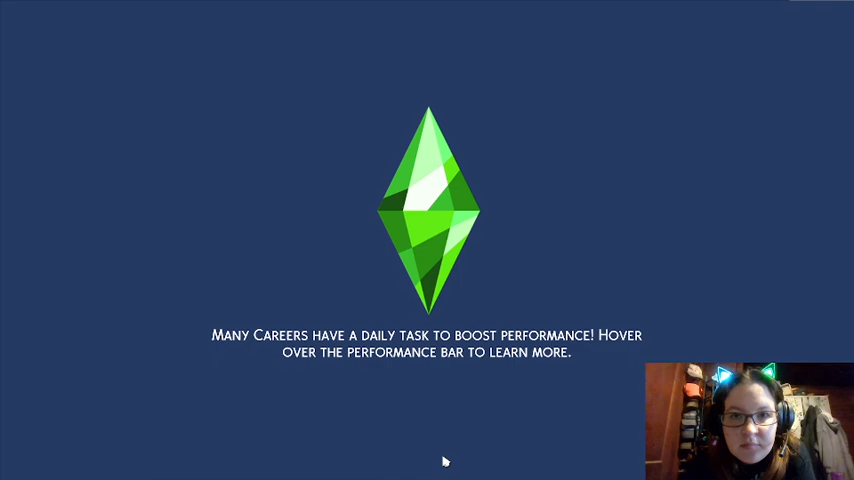 Many Careers have a daily task to boost performance! Hover
over the performance bar to learn more.